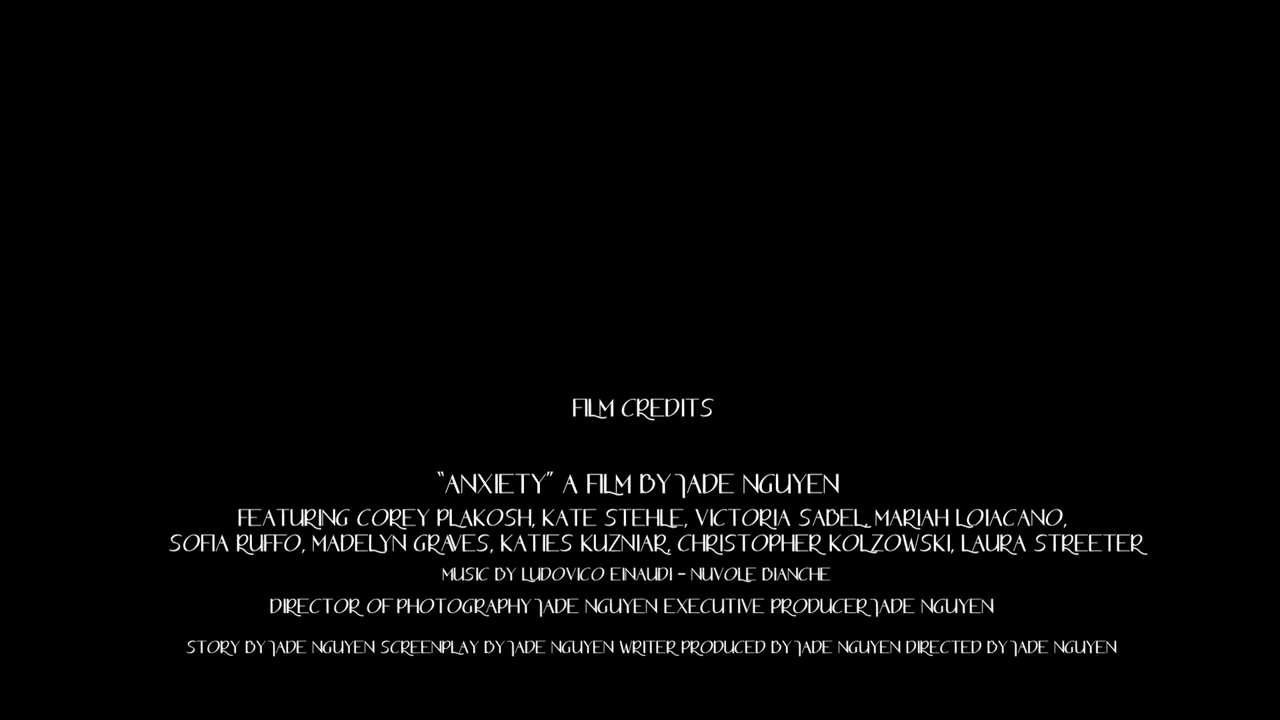 FILM CREDITS
“ANXIETY” A FILM BY JADE NGUYEN
FEATURING COREY PLAKOSH, KATE STEHLE, VICTORIA SABEL, MARIAH LOIACANO,
SOFIA RUFFO, MADELYN GRAVES, KATIES KUZNIAR, CHRISTOPHER KOLZOWSKI, LAURA STREETER
MUSIC BY LUDOVICO EINAUDI - NUVOLE BIANCHE
DIRECTOR OF PHOTOGRAPHY JADE NGUYEN EXECUTIVE PRODUCER JADE NGUYEN
STORY BY JADE NGUYEN SCREENPLAY BY JADE NGUYEN WRITER PRODUCED BY JADE NGUYEN DIRECTED BY JADE NGUYEN